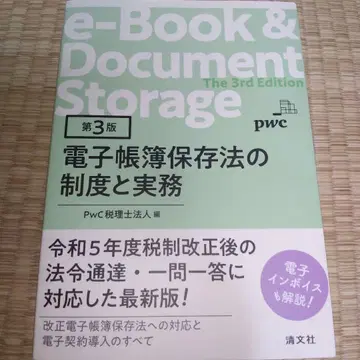 e-Book &
Document
Storage
The 3rd Edition
pwc
第3版
電子帳簿保存法の
制度と実務
PwC税理士法人 編
令和5年度税制改正後の
法令通達・一問一答に
対応した最新版!
電子
インボイス
も解説!
改正電子帳簿保存法への対応と
電子契約導入のすべて
清文社